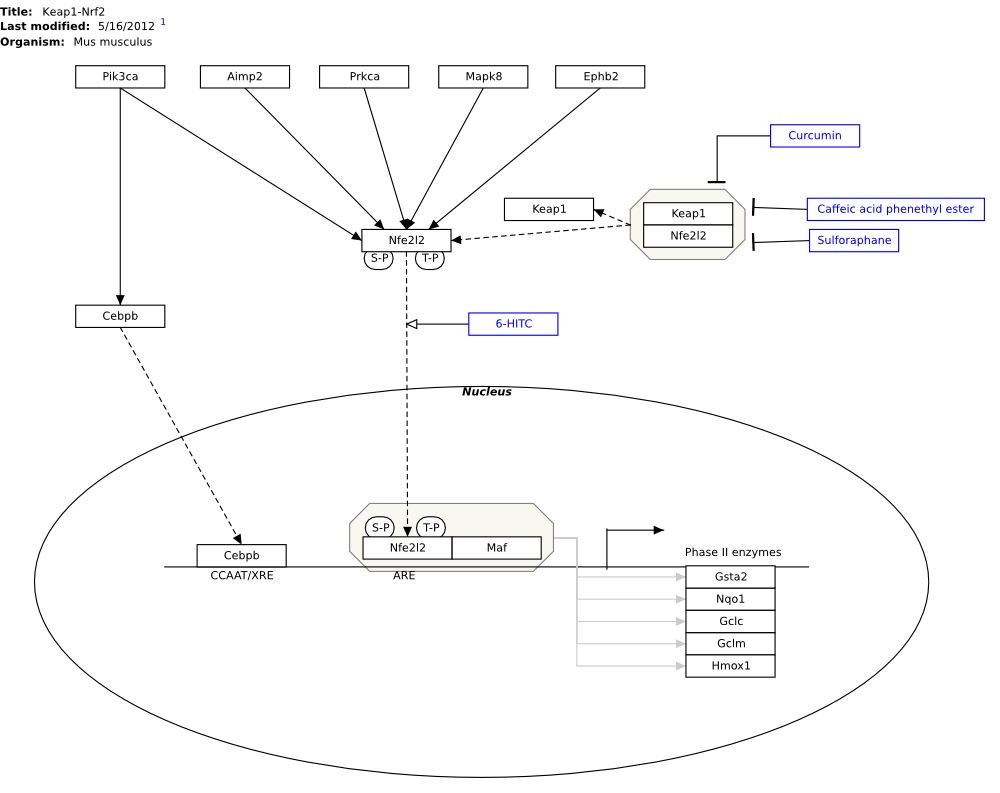 Title: Keap1-Nrf2
Last modified: 5/16/2012 1
Organism: Mus musculus
Pik3ca
Aimp2
Prkca
Mapk8
Ephb2
Curcumin
Keap1
Keap1
Caffeic acid phenethyl ester
Nfe2l2
Nfe2l2
Sulforaphane
S-P
T-P
Cebpb
6-HITC
Nucleus
S-P
T-P
Nfe2l2
Maf
Cebpb
Phase II enzymes
CCAAT/XRE
ARE
Gsta2
Nqo1
Gclc
Gclm
Hmox1